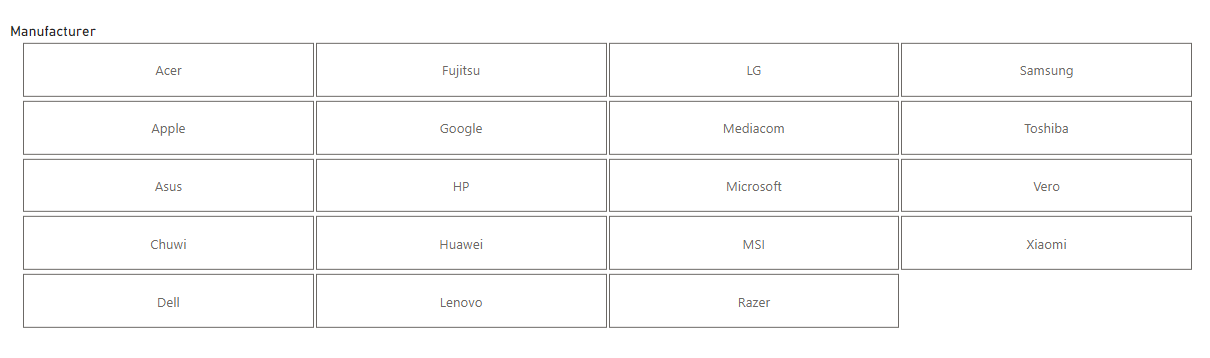 Manufacturer
Acer Fujitsu LG Samsung
Apple Google Mediacom Toshiba
Asus HP Microsoft Vero
Chuwi Huawei MSI Xiaomi
Dell Lenovo Razer